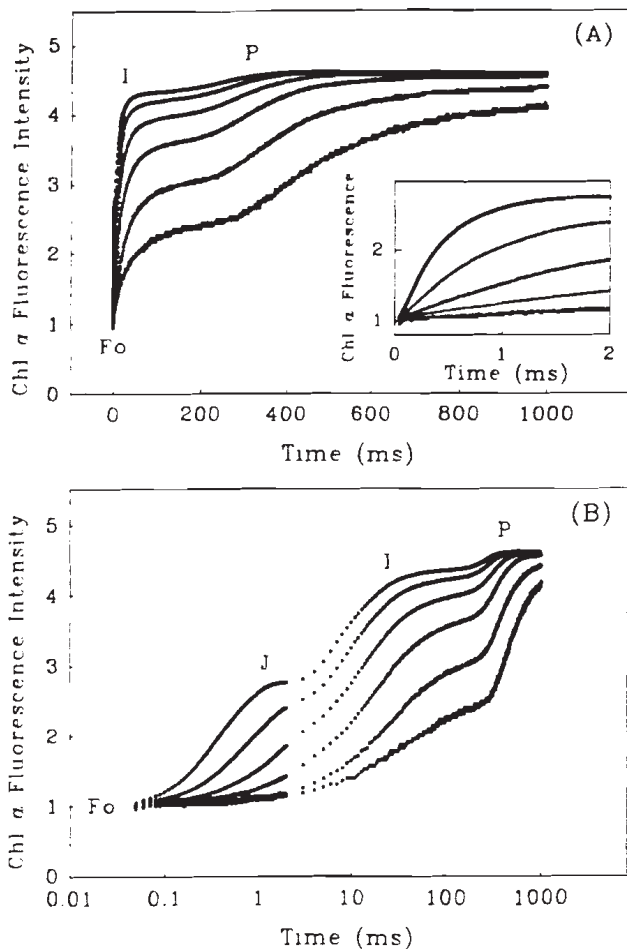 (A)
Chl a Fluorescence Intensity
5
4
3
2
1
0
I
P
Fo
0 200 400 600 800 1000
Time (ms)
Chl a Fluorescence
2
1
0 1 2
Time (ms)
(B)
Chl a Fluorescence Intensity
5
4
3
2
1
0
P
I
J
Fo
0.01 0.1 1 10 100 1000
Time (ms)